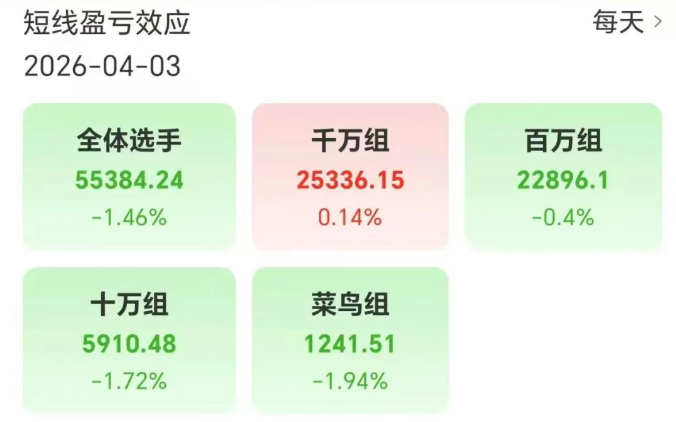 短线盈亏效应 每天 >
2026-04-03
全体选手 千万组 百万组
55384.24 25336.15 22896.1
-1.46% 0.14% -0.4%
十万组 菜鸟组
5910.48 1241.51
-1.72% -1.94%